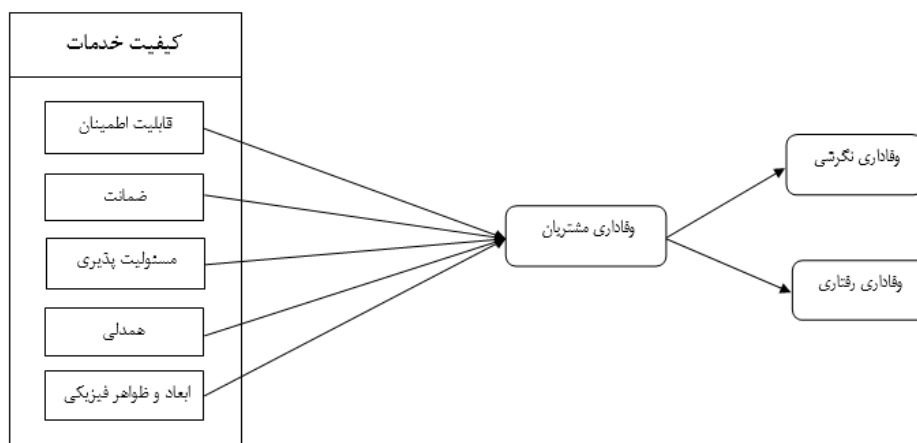 کیفیت خدمات
قابلیت اطمینان
ضمانت
مسئولیت پذیری
همدلی
ابعاد و ظواهر فیزیکی
وفاداری مشتریان
وفاداری نگرشی
وفاداری رفتاری